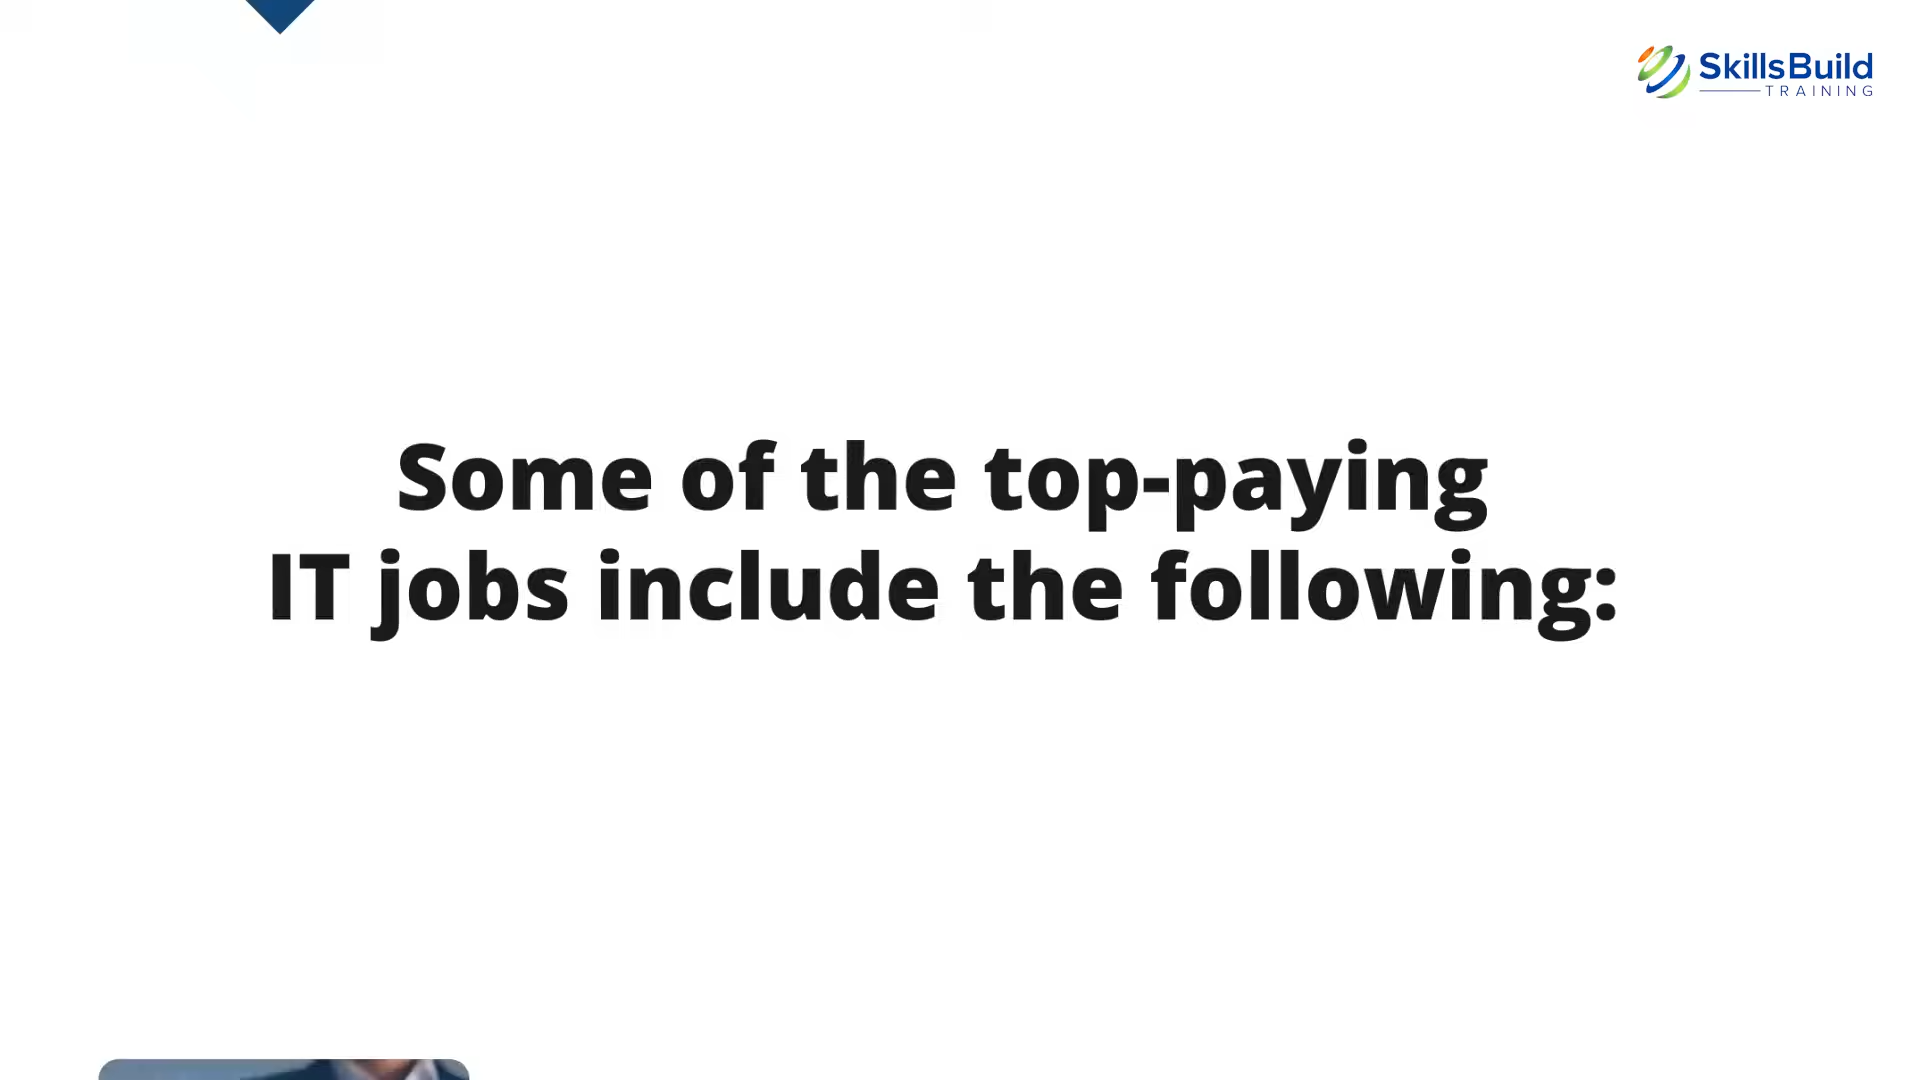 SkillsBuild
TRAINING
Some of the top-paying
IT jobs include the following: